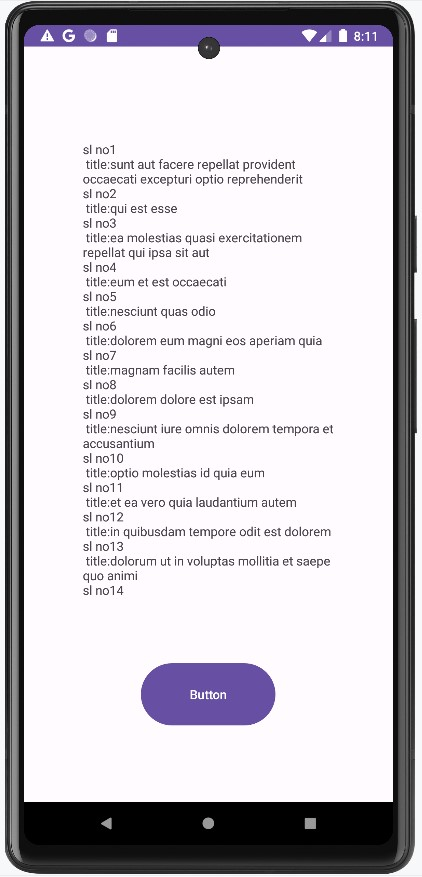 G 8:11
sl no1
title:sunt aut facere repellat provident
occaecati excepturi optio reprehenderit
sl no2
title:qui est esse
sl no3
title:ea molestias quasi exercitationem
repellat qui ipsa sit aut
sl no4
title:eum et est occaecati
sl no5
title:nesciunt quas odio
sl no6
title:dolorem eum magni eos aperiam quia
sl no7
title:magnam facilis autem
sl no8
title:dolorem dolore est ipsam
sl no9
title:nesciunt iure omnis dolorem tempora et
accusantium
sl no10
title:optio molestias id quia eum
sl no11
title:et ea vero quia laudantium autem
sl no12
title:in quibusdam tempore odit est dolorem
sl no13
title:dolorum ut in voluptas mollitia et saepe
quo animi
sl no14
Button